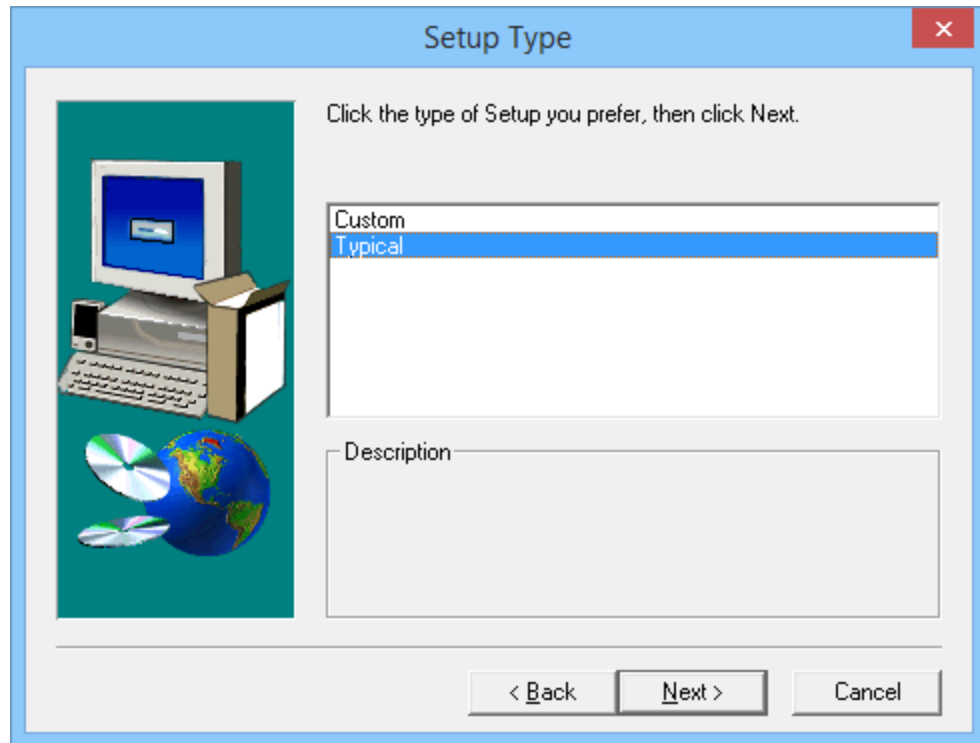 Setup Type
Click the type of Setup you prefer, then click Next.
Custom
Typical
Description
< Back Next > Cancel